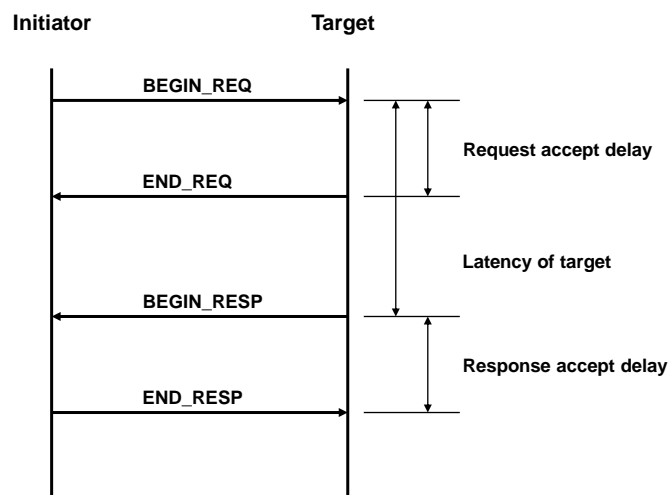 Initiator
Target
BEGIN_REQ
Request accept delay
END_REQ
Latency of target
BEGIN_RESP
Response accept delay
END_RESP